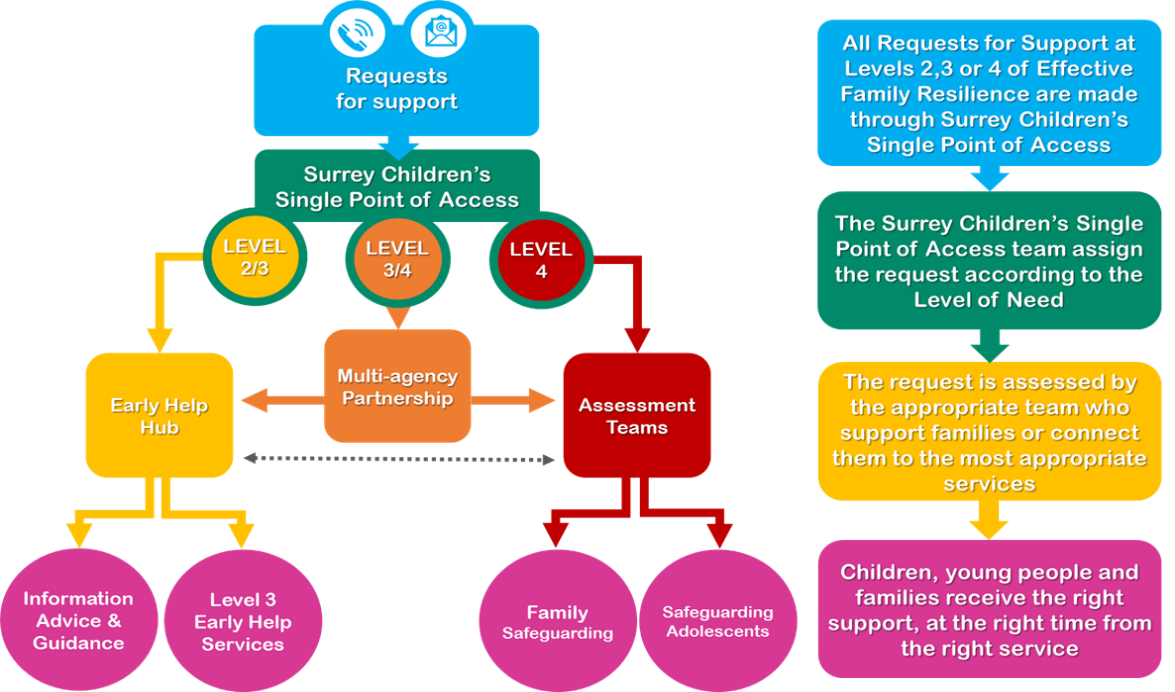 Requests
for support
Surrey Children's
Single Point of Access
LEVEL
2/3
LEVEL
3/4
LEVEL
4
Multi-agency
Partnership
Early Help
Hub
Assessment
Teams
Information
Advice &
Guidance
Level 3
Early Help
Services
Family
Safeguarding
Safeguarding
Adolescents
All Requests for Support at
Levels 2,3 or 4 of Effective
Family Resilience are made
through Surrey Children's
Single Point of Access
The Surrey Children's Single
Point of Access team assign
the request according to the
Level of Need
The request is assessed by
the appropriate team who
support families or connect
them to the most appropriate
services
Children, young people and
families receive the right
support, at the right time from
the right service